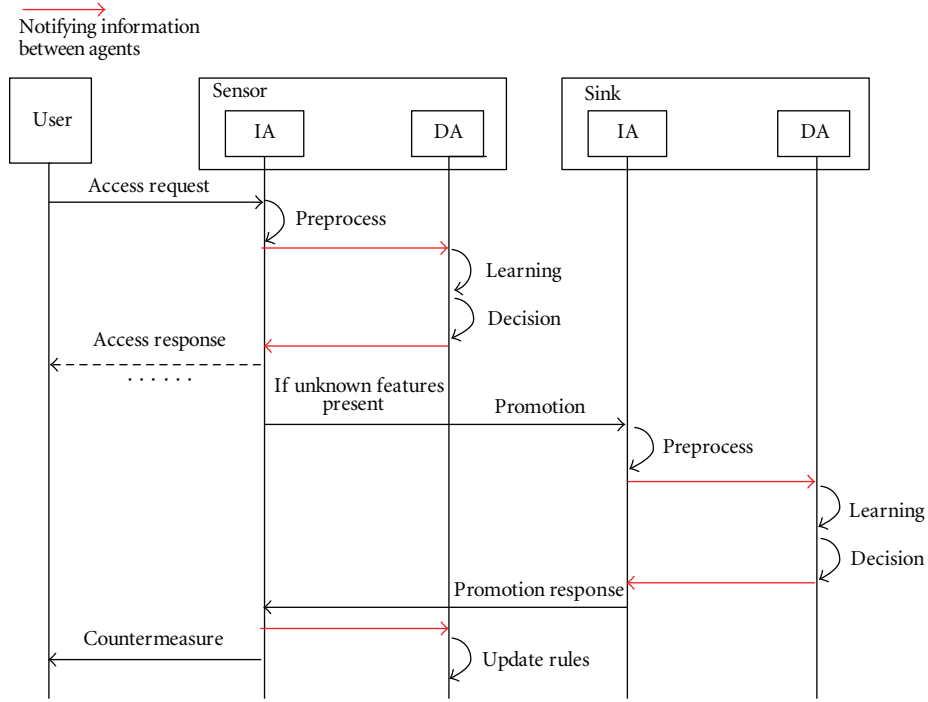 Notifying information
between agents
User
Sensor
IA
DA
Sink
IA
DA
Access request
Preprocess
Learning
Decision
Access response
. . . . . .
If unknown features
present
Promotion
Preprocess
Learning
Decision
Promotion response
Countermeasure
Update rules